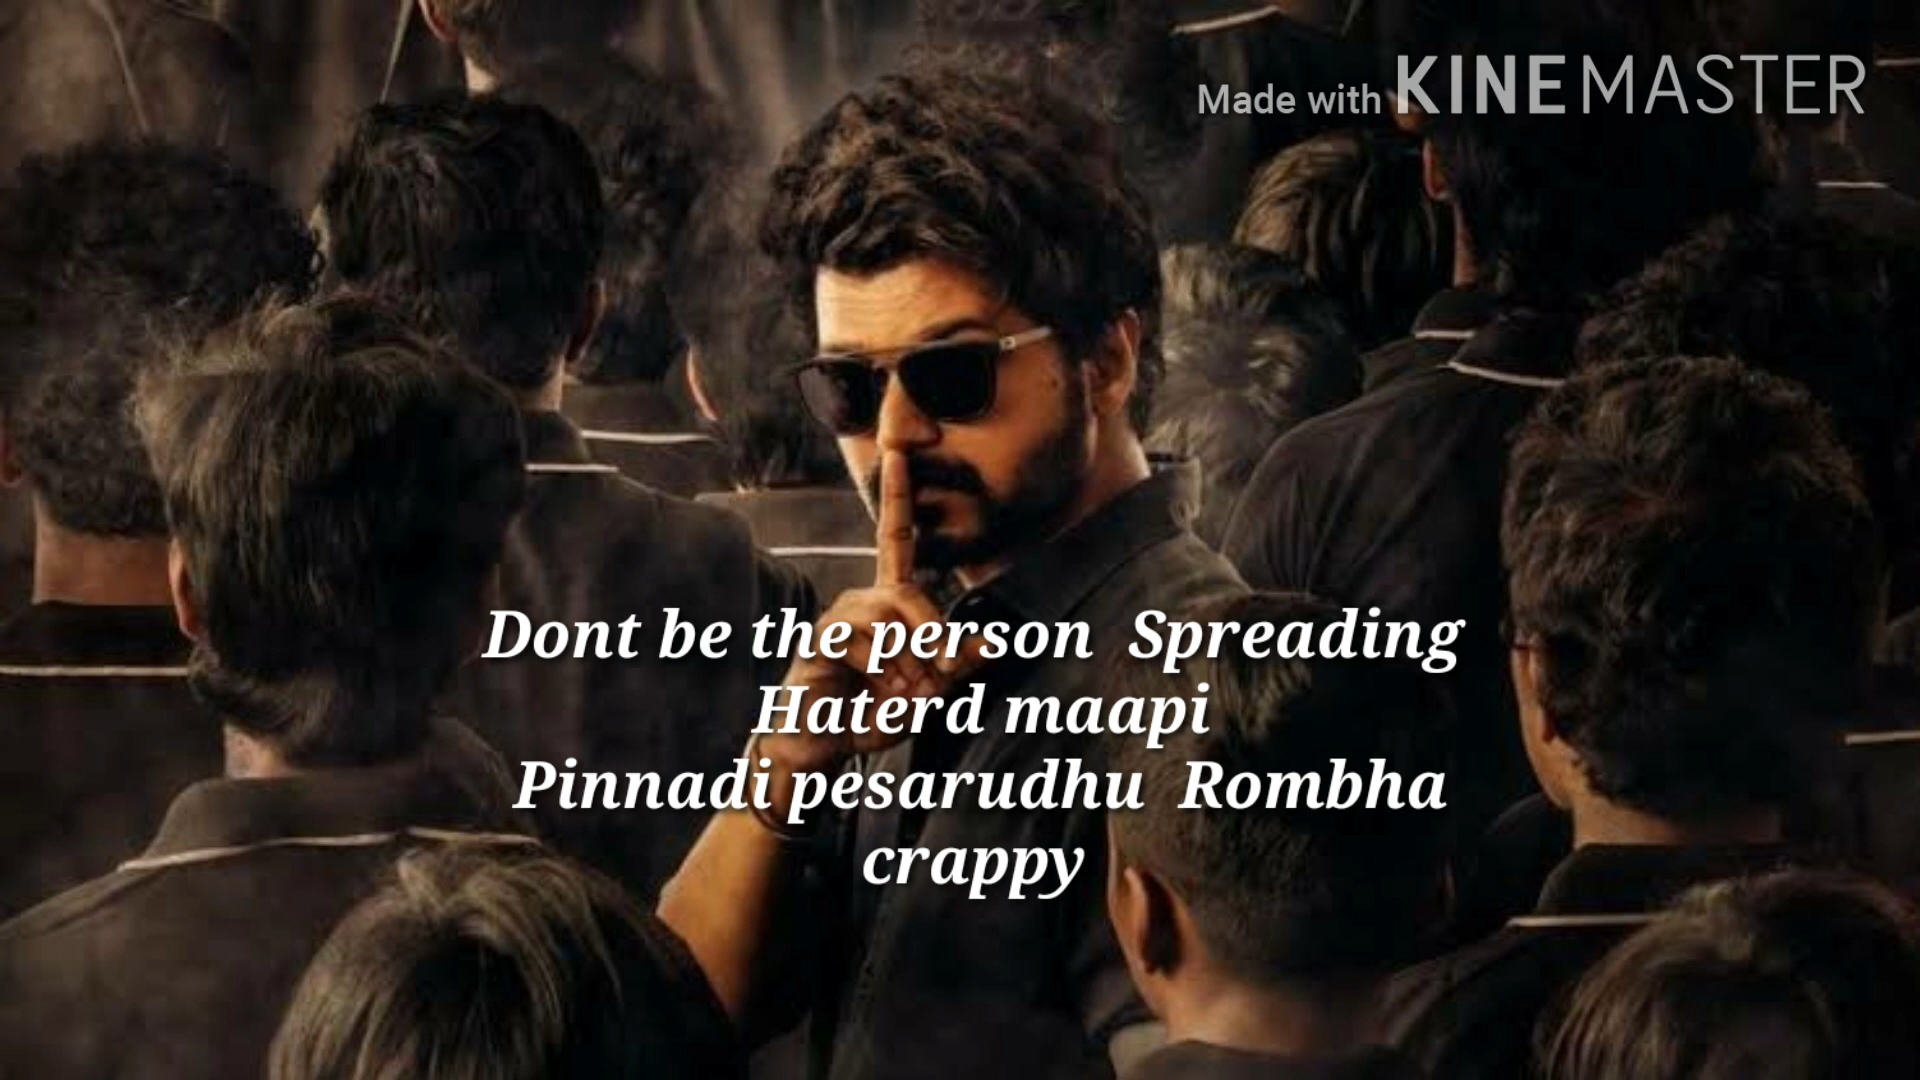 Made with KINEMASTER
Dont be the person Spreading
Haterd maapi
Pinnadi pesarudhu Rombha
crappy